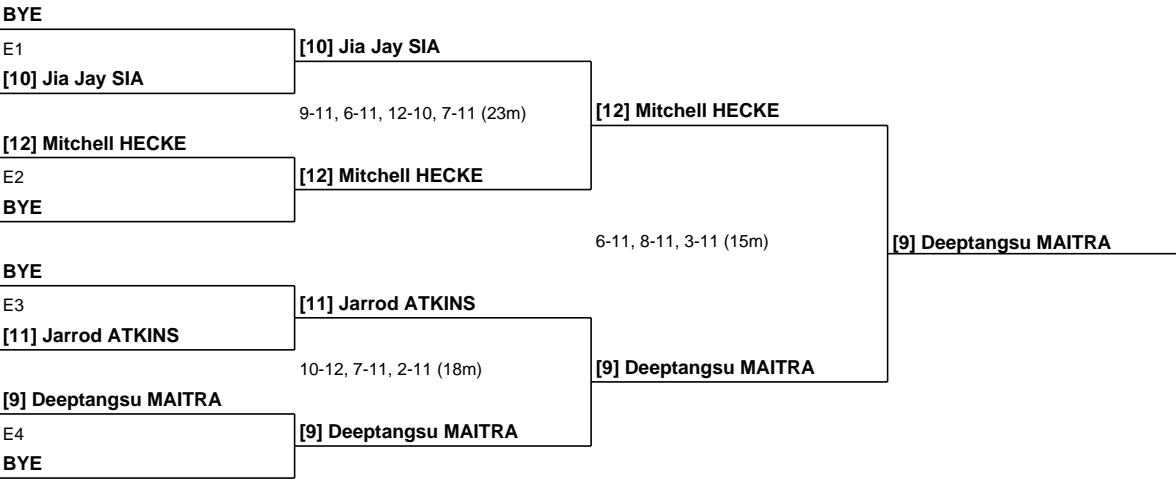 BYE
E1
[10] Jia Jay SIA
[12] Mitchell HECKE
E2
BYE
BYE
E3
[11] Jarrod ATKINS
[9] Deeptangsu MAITRA
E4
BYE
[10] Jia Jay SIA
9-11, 6-11, 12-10, 7-11 (23m)
[12] Mitchell HECKE
[11] Jarrod ATKINS
10-12, 7-11, 2-11 (18m)
[9] Deeptangsu MAITRA
[12] Mitchell HECKE
6-11, 8-11, 3-11 (15m)
[9] Deeptangsu MAITRA
[9] Deeptangsu MAITRA